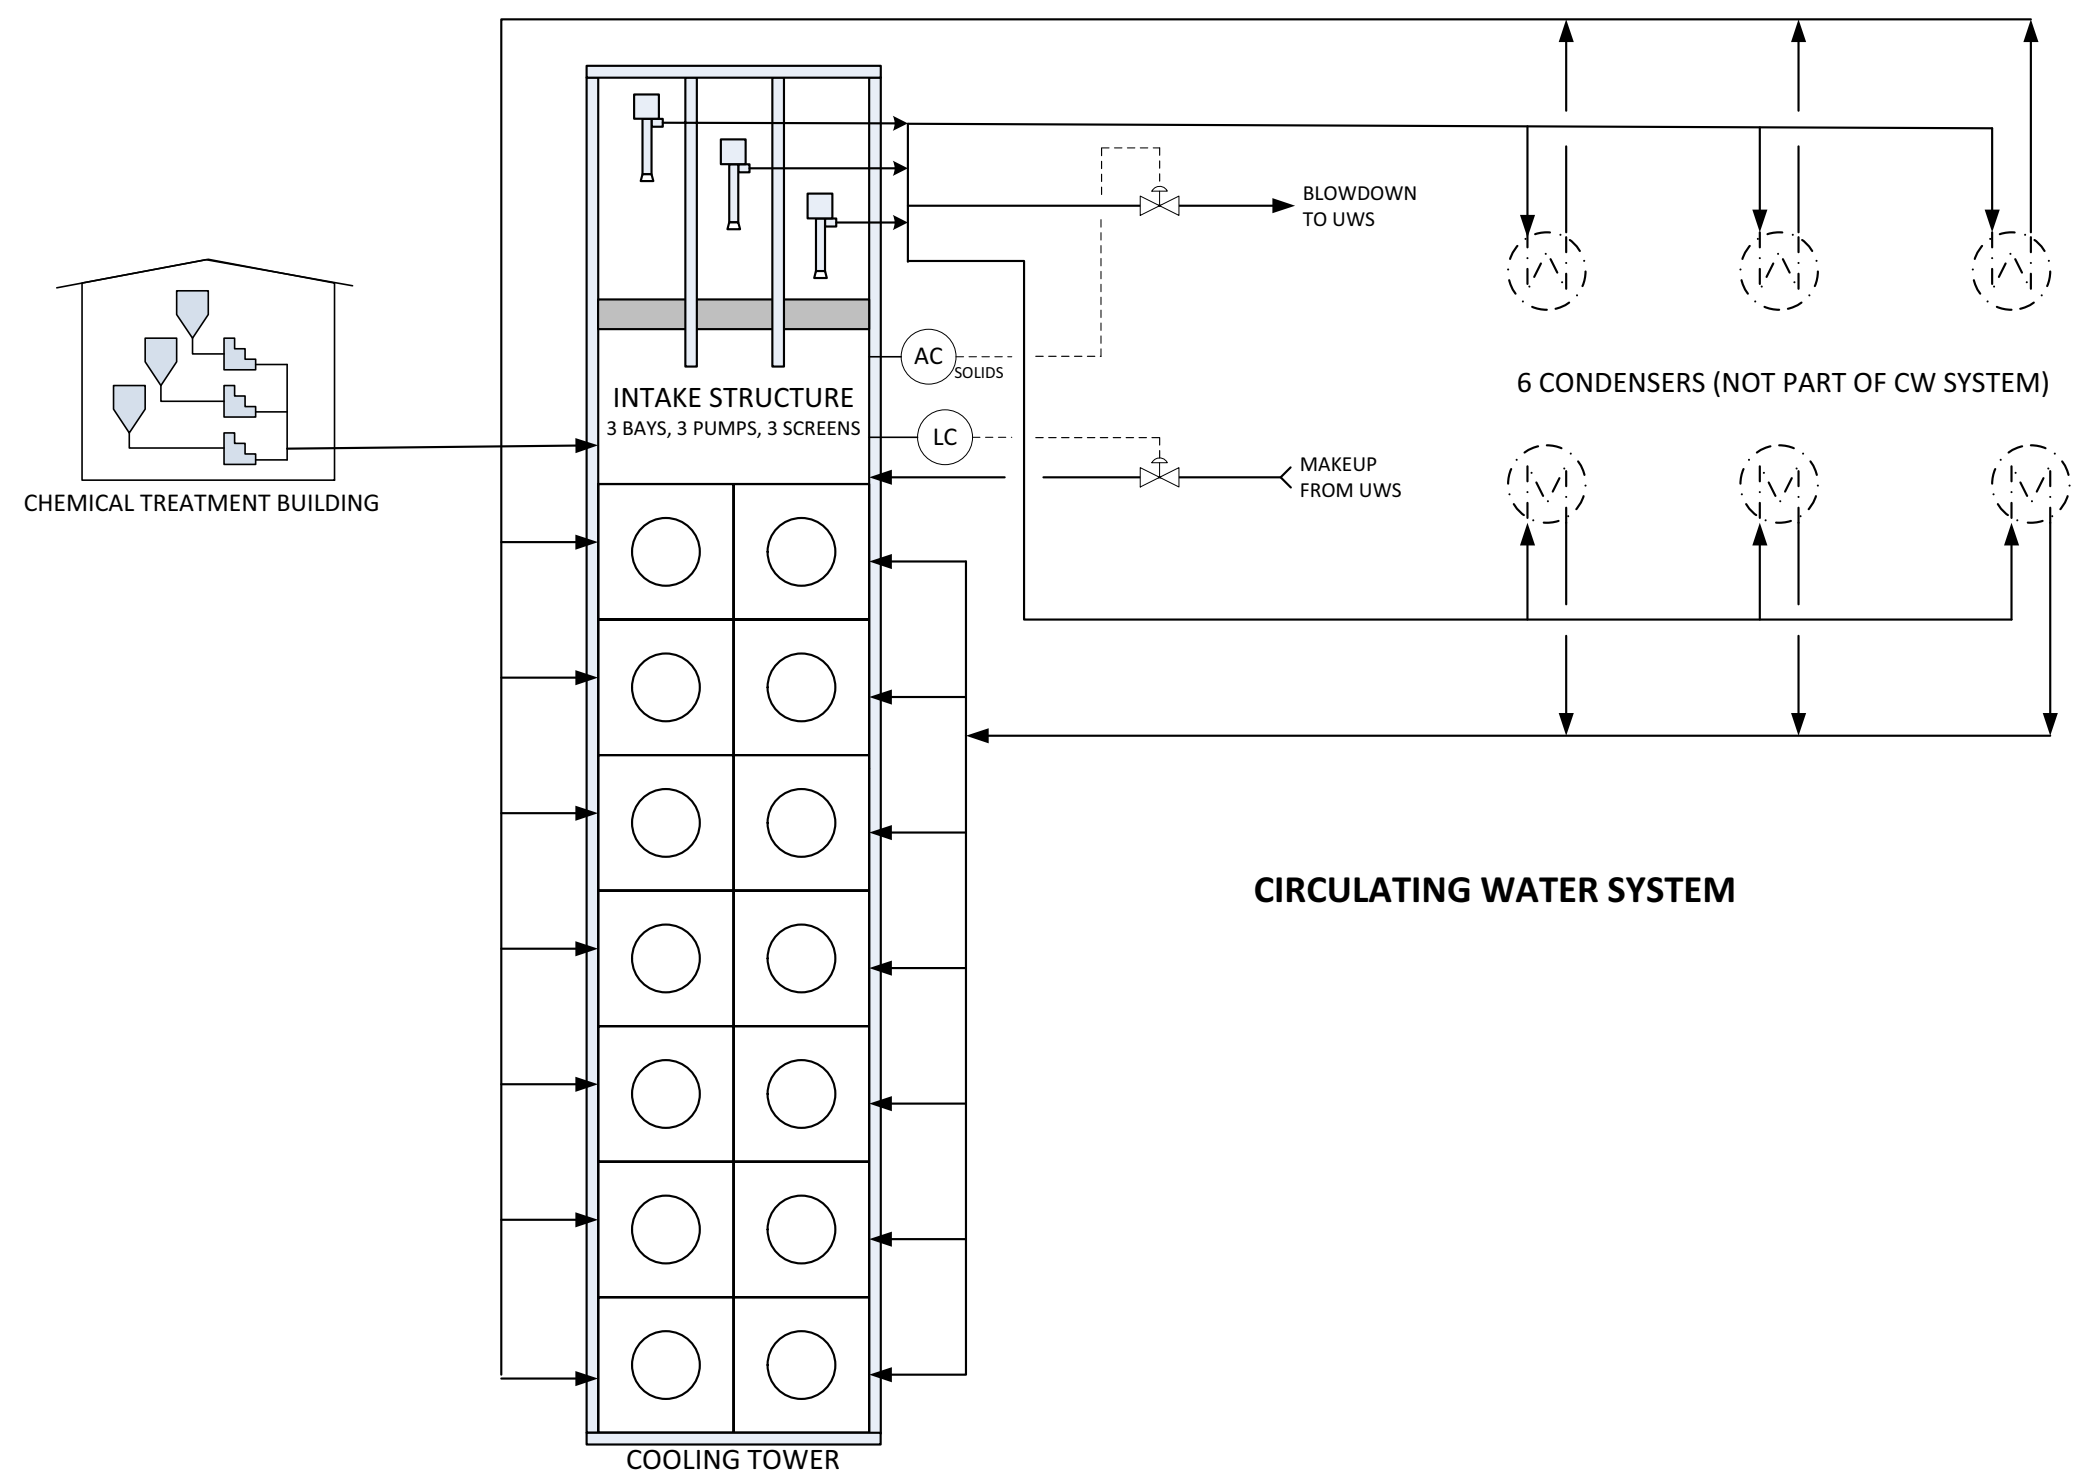 BLOWDOWN
TO UWS
AC
SOLIDS
6 CONDENSERS (NOT PART OF CW SYSTEM)
INTAKE STRUCTURE
3 BAYS, 3 PUMPS, 3 SCREENS
LC
MAKEUP
FROM UWS
CHEMICAL TREATMENT BUILDING
CIRCULATING WATER SYSTEM
COOLING TOWER